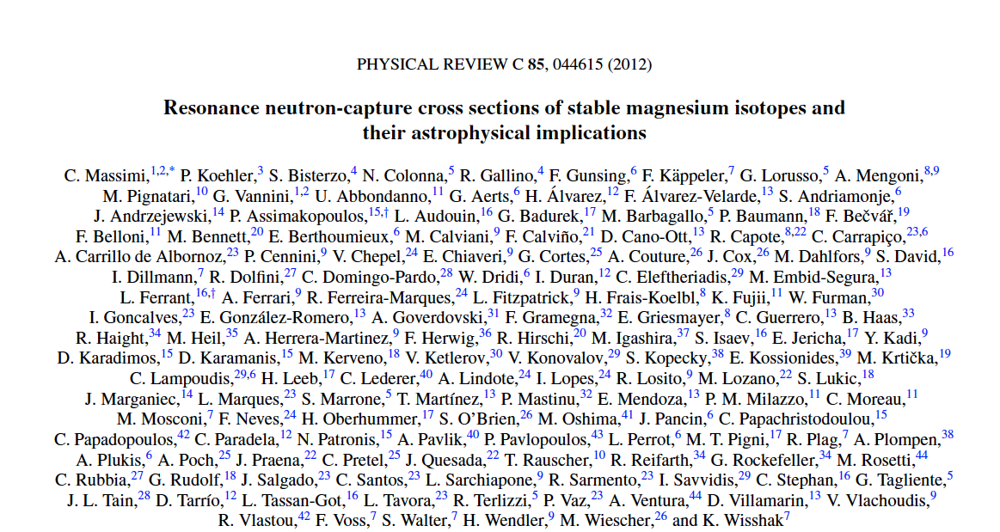 PHYSICAL REVIEW C 85, 044615 (2012)
Resonance neutron-capture cross sections of stable magnesium isotopes and
their astrophysical implications
C. Massimi,1,2,* P. Koehler,3 S. Bisterzo,4 N. Colonna,5 R. Gallino,4 F. Gunsing,6 F. Käppeler,7 G. Lorusso,5 A. Mengoni,8,9
M. Pignatari,10 G. Vannini,1,2 U. Abbondanno,11 G. Aerts,6 H. Álvarez,12 F. Álvarez-Velarde,13 S. Andriamonje,6
J. Andrzejewski,14 P. Assimakopoulos,15,† L. Audouin,16 G. Badurek,17 M. Barbagallo,5 P. Baumann,18 F. Bečvář,19
F. Belloni,11 M. Bennett,20 E. Berthoumieux,6 M. Calviani,9 F. Calviño,21 D. Cano-Ott,13 R. Capote,8,22 C. Carrapiço,23,6
A. Carrillo de Albornoz,23 P. Cennini,9 V. Chepel,24 E. Chiaveri,9 G. Cortes,25 A. Couture,26 J. Cox,26 M. Dahlfors,9 S. David,16
I. Dillmann,7 R. Dolfini,27 C. Domingo-Pardo,28 W. Dridi,6 I. Duran,12 C. Eleftheriadis,29 M. Embid-Segura,13
L. Ferrant,16,† A. Ferrari,9 R. Ferreira-Marques,24 L. Fitzpatrick,9 H. Frais-Koelbl,8 K. Fujii,11 W. Furman,30
I. Goncalves,23 E. González-Romero,13 A. Goverdovski,31 F. Gramegna,32 E. Griesmayer,8 C. Guerrero,13 B. Haas,33
R. Haight,34 M. Heil,35 A. Herrera-Martinez,9 F. Herwig,36 R. Hirschi,20 M. Igashira,37 S. Isaev,16 E. Jericha,17 Y. Kadi,9
D. Karadimos,15 D. Karamanis,15 M. Kerveno,18 V. Ketlerov,30 V. Konovalov,29 S. Kopecky,38 E. Kossionides,39 M. Krtička,19
C. Lampoudis,29,6 H. Leeb,17 C. Lederer,40 A. Lindote,24 I. Lopes,24 R. Losito,9 M. Lozano,22 S. Lukic,18
J. Marganiec,14 L. Marques,23 S. Marrone,5 T. Martínez,13 P. Mastinu,32 E. Mendoza,13 P. M. Milazzo,11 C. Moreau,11
M. Mosconi,7 F. Neves,24 H. Oberhummer,17 S. O'Brien,26 M. Oshima,41 J. Pancin,6 C. Papachristodoulou,15
C. Papadopoulos,42 C. Paradela,12 N. Patronis,15 A. Pavlik,40 P. Pavlopoulos,43 L. Perrot,6 M. T. Pigni,17 R. Plag,7 A. Plompen,38
A. Plukis,6 A. Poch,25 J. Praena,22 C. Pretel,25 J. Quesada,22 T. Rauscher,10 R. Reifarth,34 G. Rockefeller,34 M. Rosetti,44
C. Rubbia,27 G. Rudolf,18 J. Salgado,23 C. Santos,23 L. Sarchiapone,9 R. Sarmento,23 I. Savvidis,29 C. Stephan,16 G. Tagliente,5
J. L. Tain,28 D. Tarrío,12 L. Tassan-Got,16 L. Tavora,23 R. Terlizzi,5 P. Vaz,23 A. Ventura,44 D. Villamarin,13 V. Vlachoudis,9
R. Vlastou,42 F. Voss,7 S. Walter,7 H. Wendler,9 M. Wiescher,26 and K. Wisshak7